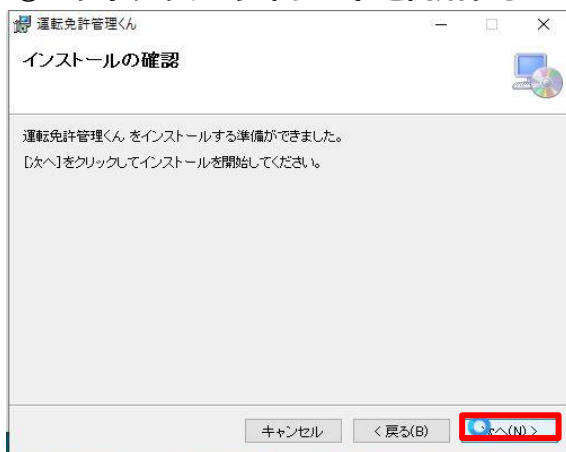 運転免許管理くん
インストールの確認
運転免許管理くん をインストールする準備ができました。
[次へ]をクリックしてインストールを開始してください。
キャンセル
< 戻る(B)
へ(N) >